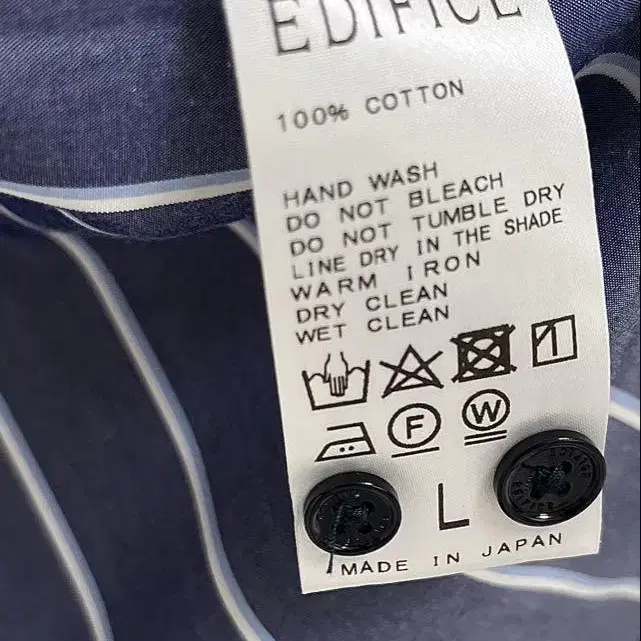 EDIFICE
100% COTTON
HAND WASH
DO NOT BLEACH
DO NOT TUMBLE DRY
LINE DRY IN THE SHADE
WARM IRON
DRY CLEAN
WET CLEAN
F W
L
MADE IN JAPAN